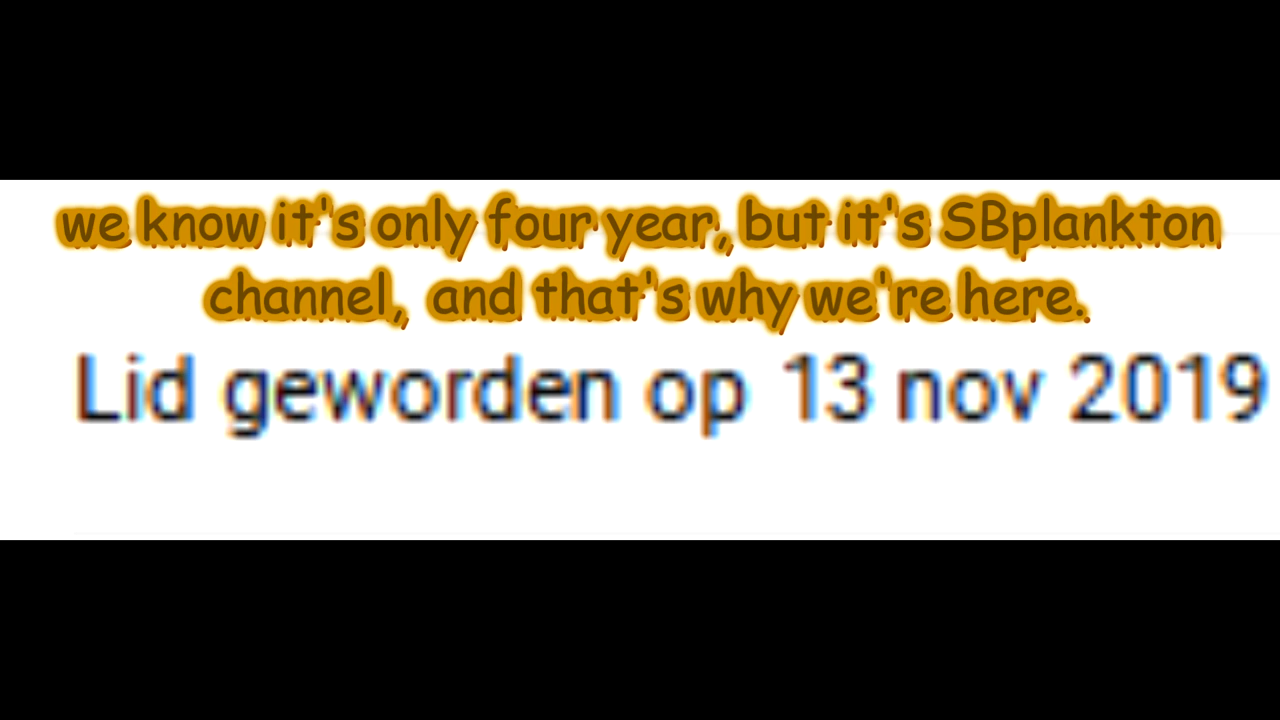 we know it's only four year, but it's SBplankton
channel, and that's why we're here.
Lid geworden op 13 nov 2019